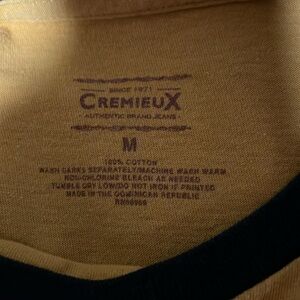 SINCE 1971
CREMIEUX
AUTHENTIC BRAND JEANS
M
100% COTTON
WASH DARKS SEPARATELY/MACHINE WASH WARM
NON-CHLORINE BLEACH AS NEEDED
TUMBLE DRY LOW/DO NOT IRON IF PRINTED
MADE IN THE DOMINICAN REPUBLIC